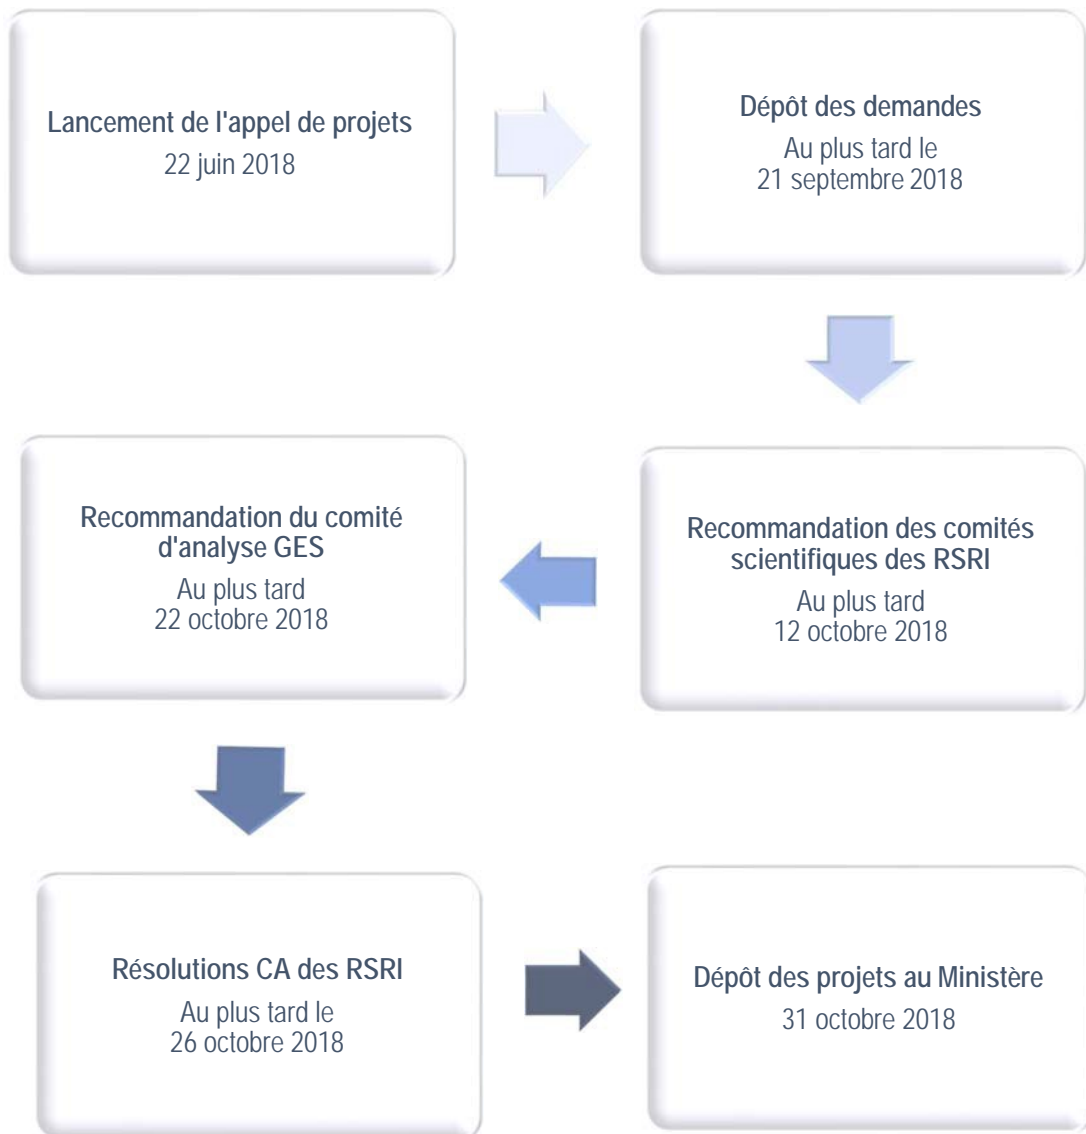 Lancement de l'appel de projets
22 juin 2018
Dépôt des demandes
Au plus tard le
21 septembre 2018
Recommandation des comités
scientifiques des RSRI
Au plus tard
12 octobre 2018
Recommandation du comité
d'analyse GES
Au plus tard
22 octobre 2018
Résolutions CA des RSRI
Au plus tard le
26 octobre 2018
Dépôt des projets au Ministère
31 octobre 2018